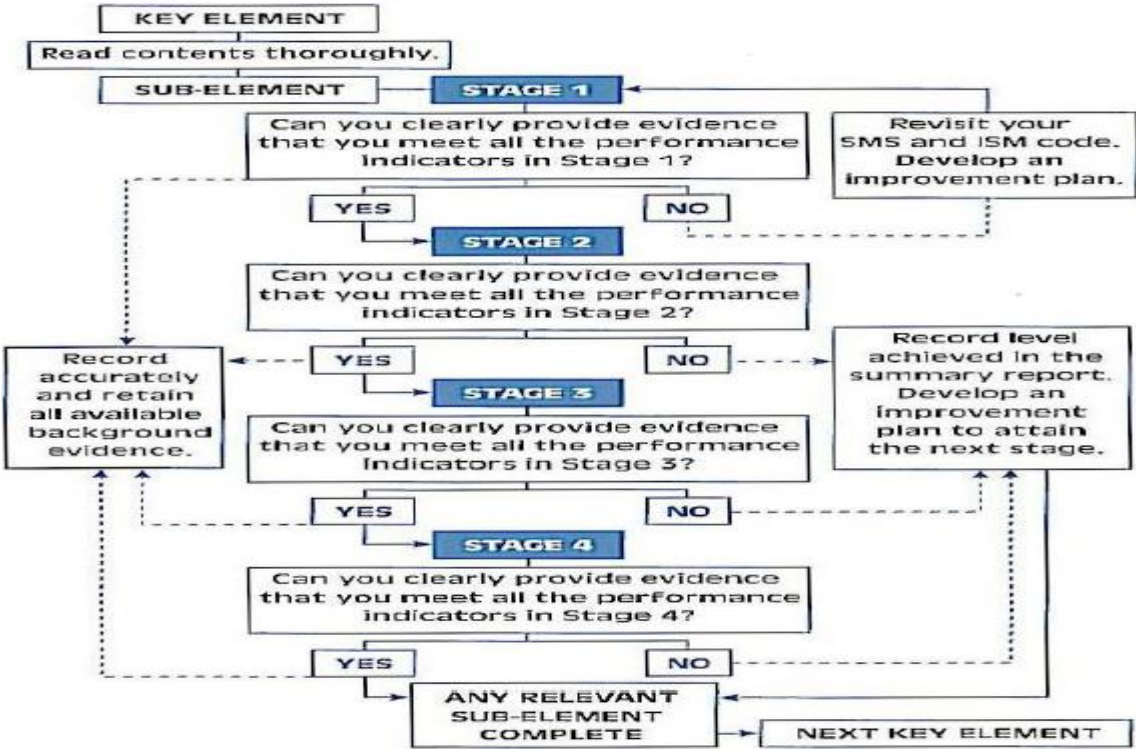 KEY ELEMENT
Read contents thoroughly.
SUB-ELEMENT
STAGE 1
Can you clearly provide evidence
that you meet all the performance
indicators in Stage 1?
Revisit your
SMS and ISM code.
Develop an
improvement plan.
YES
NO
STAGE 2
Can you clearly provide evidence
that you meet all the performance
indicators in Stage 2?
YES
NO
Record
accurately
and retain
all available
background
evidence.
Record level
achieved in the
summary report.
Develop an
improvement
plan to attain
the next stage.
STAGE 3
Can you clearly provide evidence
that you meet all the performance
indicators in Stage 3?
YES
NO
STAGE 4
Can you clearly provide evidence
that you meet all the performance
indicators in Stage 4?
YES
NO
ANY RELEVANT
SUB-ELEMENT
COMPLETE
NEXT KEY ELEMENT